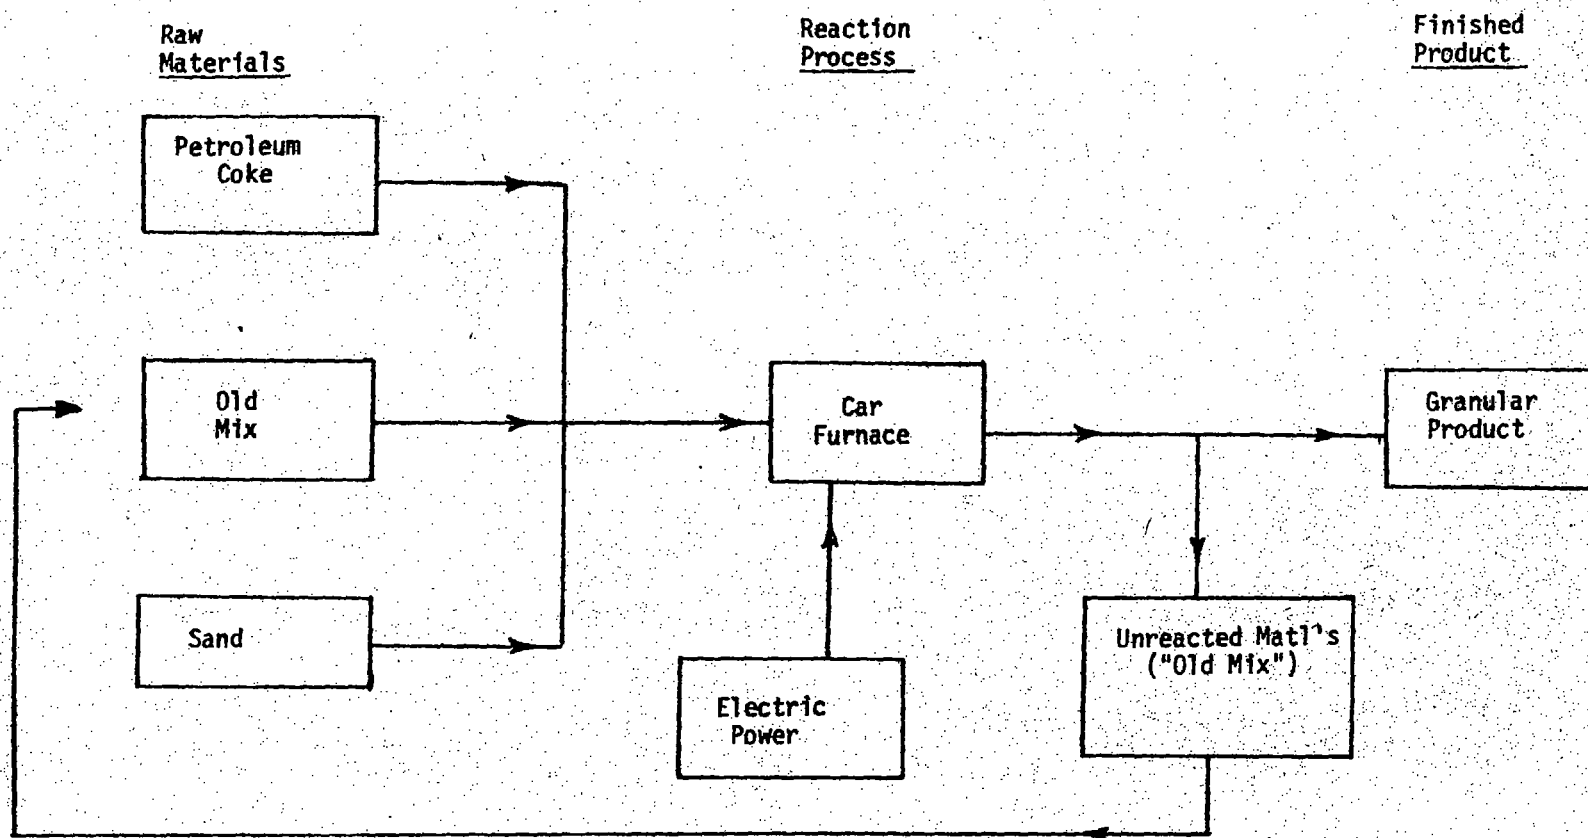 Raw
Materials
Reaction
Process
Finished
Product
Petroleum
Coke
Old
Mix
Sand
Car
Furnace
Electric
Power
Granular
Product
Unreacted Matl's
("Old Mix")